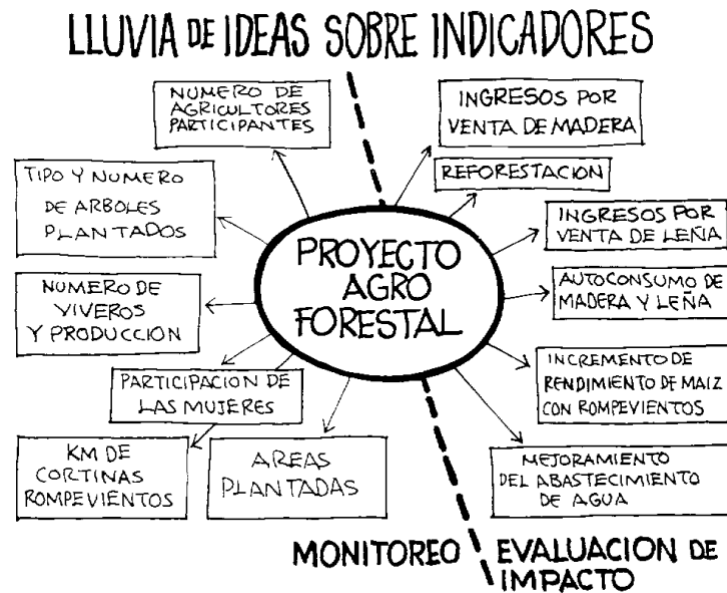 LLUVIA DE IDEAS SOBRE INDICADORES
NUMERO DE
AGRICULTORES
PARTICIPANTES
INGRESOS POR
VENTA DE MADERA
REFORESTACION
TIPO Y NUMERO
DE ARBOLES
PLANTADOS
INGRESOS POR
VENTA DE LEÑA
PROYECTO
AGRO
FORESTAL
NUMERO DE
VIVEROS
Y PRODUCCION
AUTOCONSUMO DE
MADERA Y LEÑA
PARTICIPACION DE
LAS MUJERES
INCREMENTO DE
RENDIMIENTO DE MAIZ
CON ROMPEVIENTOS
KM DE
CORTINAS
ROMPEVIENTOS
AREAS
PLANTADAS
MEJORAMIENTO
DEL ABASTECIMIENTO
DE AGUA
MONITOREO
EVALUACION DE
IMPACTO